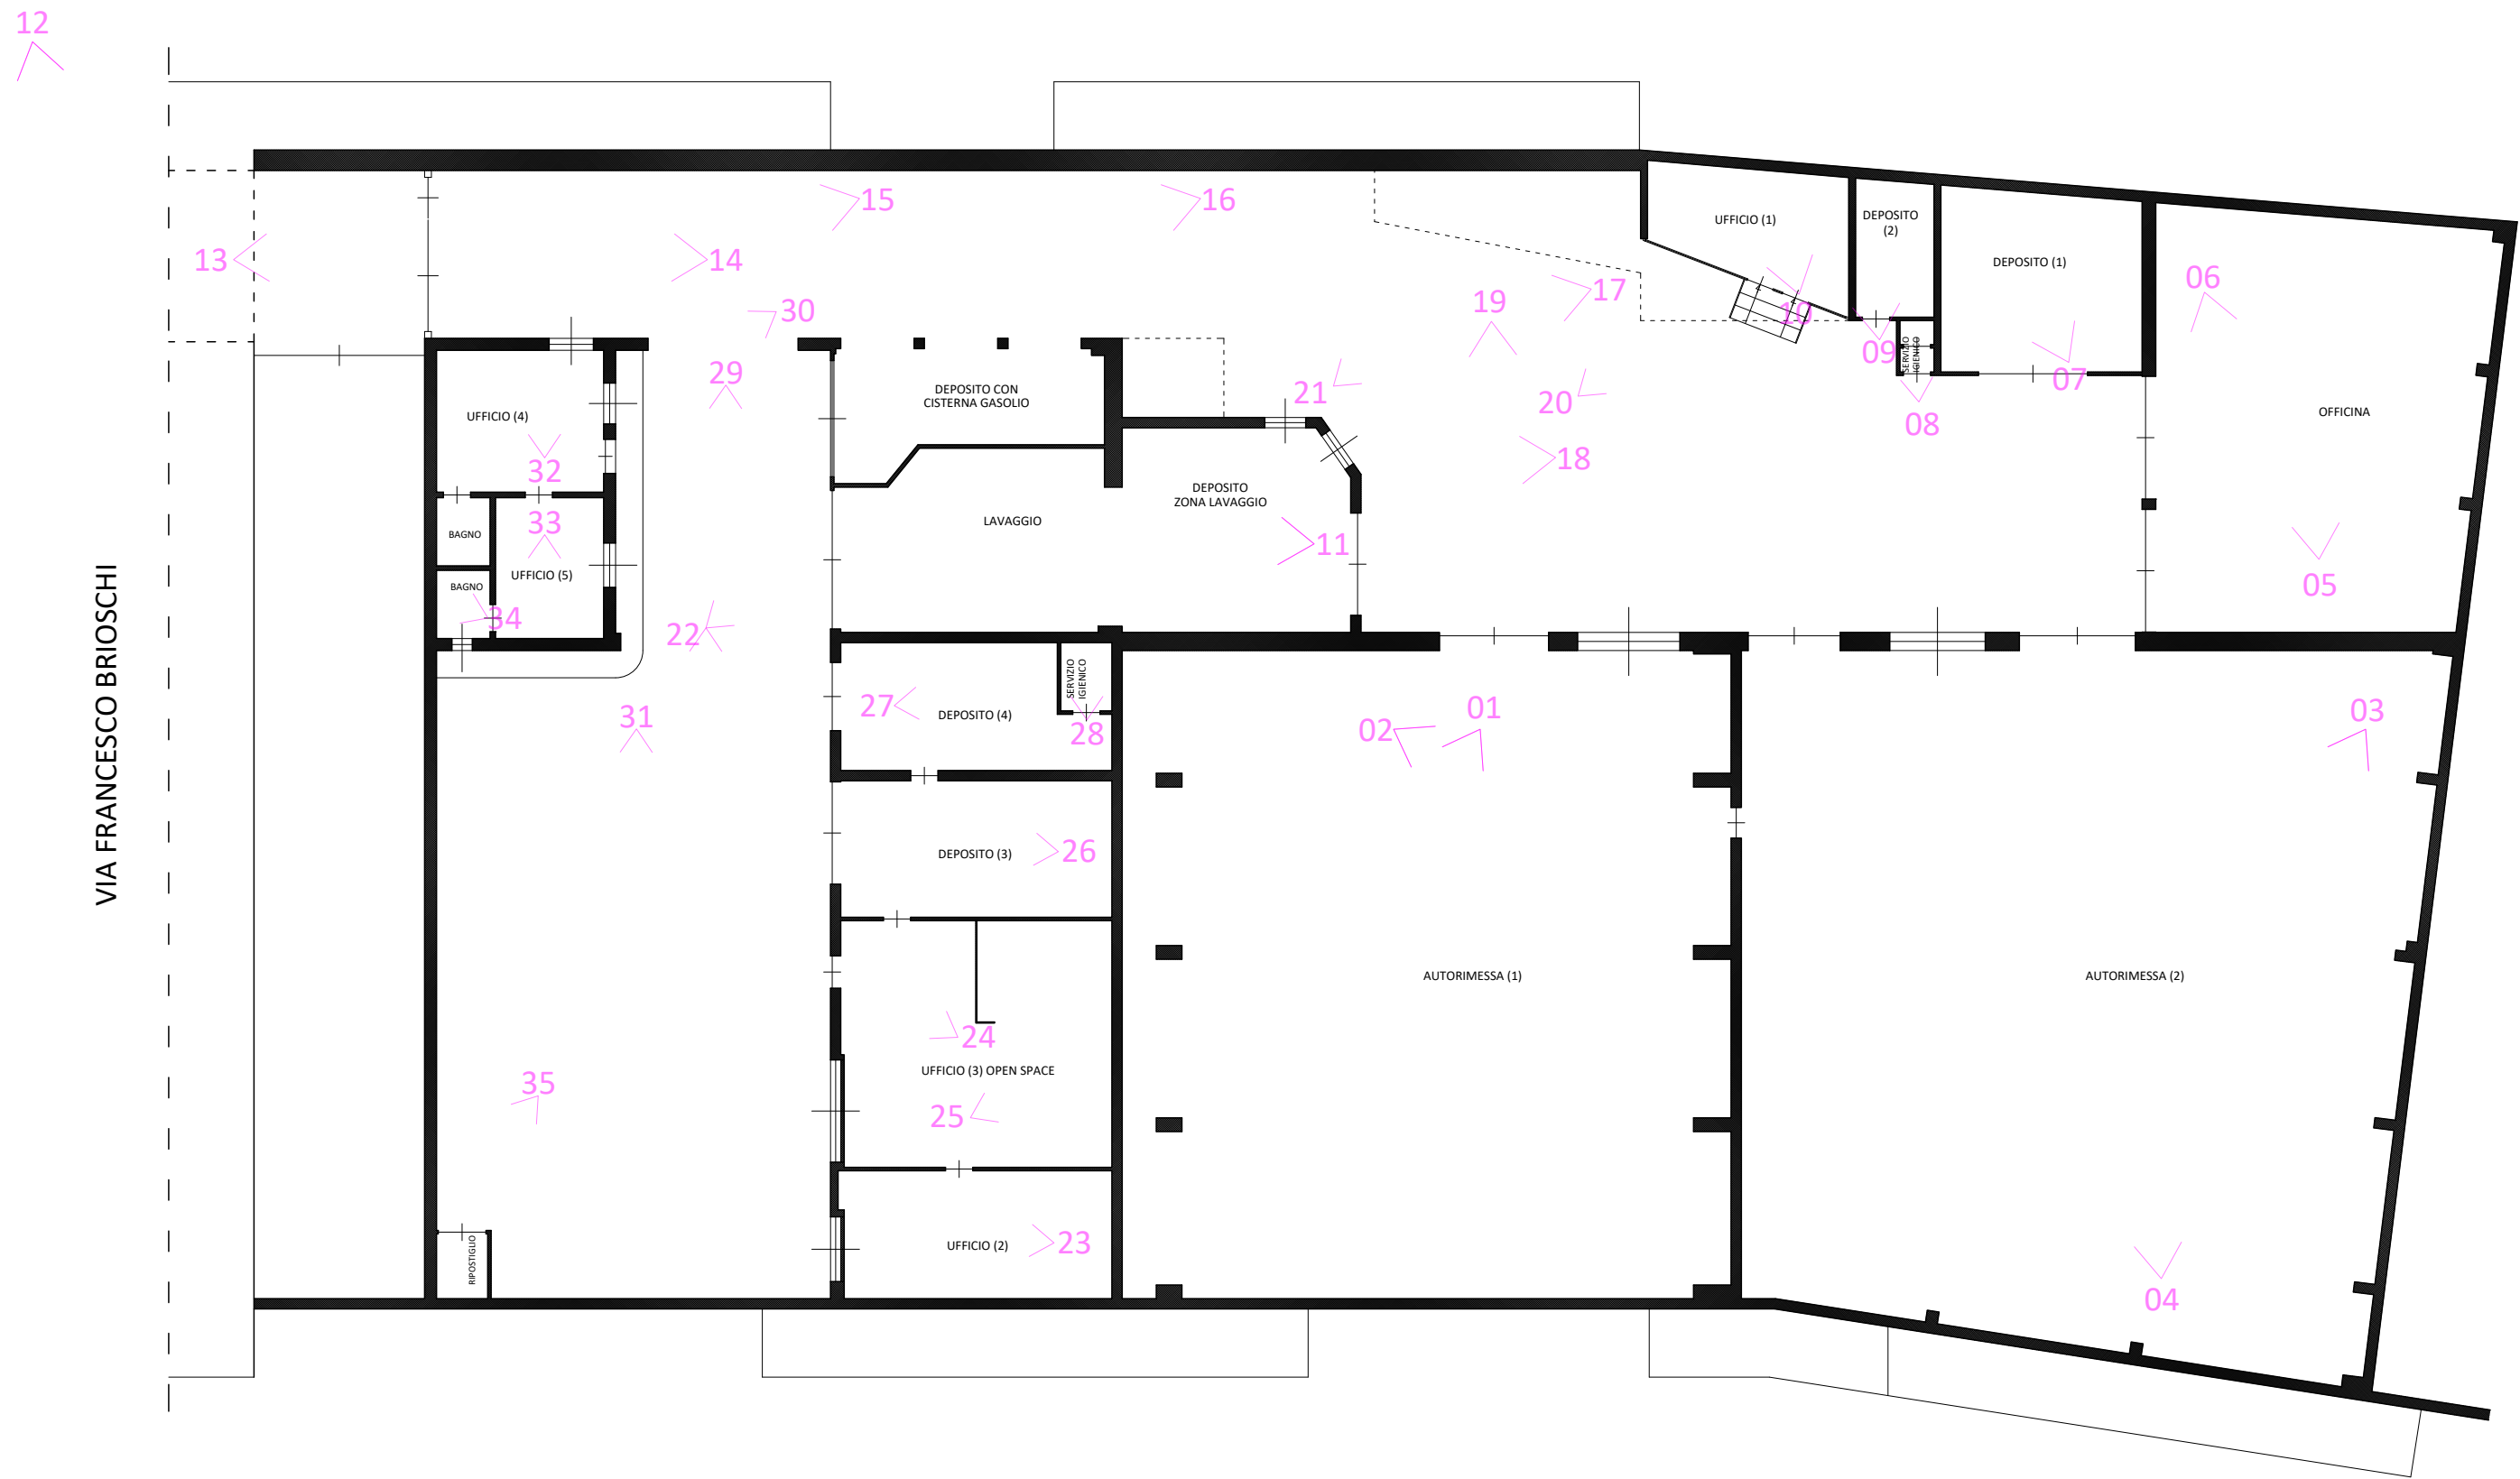 12
15
16
13
14
30
UFFICIO (1)
DEPOSITO
(2)
DEPOSITO (1)
06
17
19
10
09
SERVIZIO
IGIENICO
07
08
29
DEPOSITO CON
CISTERNA GASOLIO
21
20
OFFICINA
UFFICIO (4)
32
18
DEPOSITO
ZONA LAVAGGIO
33
LAVAGGIO
BAGNO
11
UFFICIO (5)
BAGNO
05
34
22
VIA FRANCESCO BRIOSCHI
SERVIZIO
IGIENICO
27
DEPOSITO (4)
28
31
02
01
03
DEPOSITO (3)
26
AUTORIMESSA (1)
AUTORIMESSA (2)
24
UFFICIO (3) OPEN SPACE
35
25
UFFICIO (2)
23
RIPOSTIGLIO
04